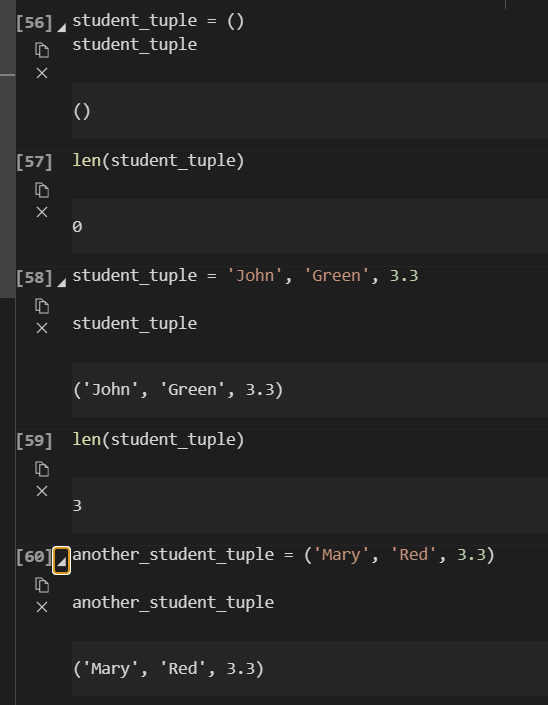 [56] student_tuple = ()
student_tuple
()
[57] len(student_tuple)
0
[58] student_tuple = 'John', 'Green', 3.3
student_tuple
('John', 'Green', 3.3)
[59] len(student_tuple)
3
[60] another_student_tuple = ('Mary', 'Red', 3.3)
another_student_tuple
('Mary', 'Red', 3.3)